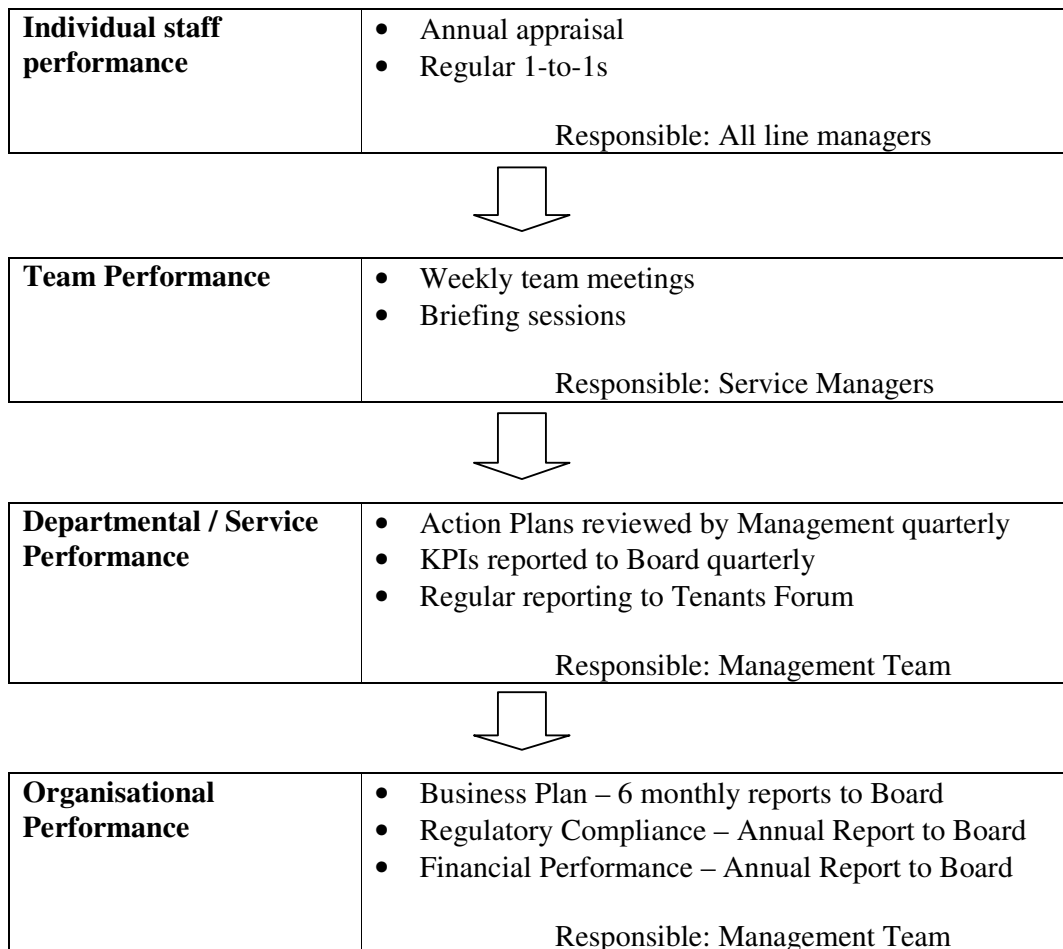 Individual staff
performance
• Annual appraisal
• Regular 1-to-1s
Responsible: All line managers
Team Performance
• Weekly team meetings
• Briefing sessions
Responsible: Service Managers
Departmental / Service
Performance
• Action Plans reviewed by Management quarterly
• KPIs reported to Board quarterly
• Regular reporting to Tenants Forum
Responsible: Management Team
Organisational
Performance
• Business Plan – 6 monthly reports to Board
• Regulatory Compliance – Annual Report to Board
• Financial Performance – Annual Report to Board
Responsible: Management Team